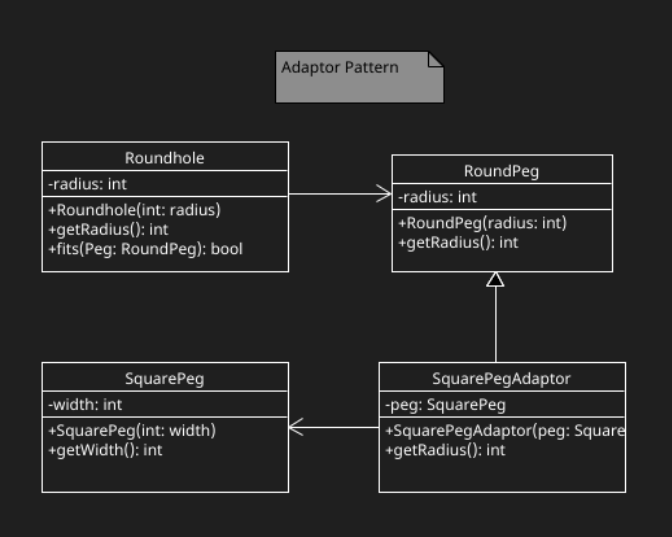 Adaptor Pattern
Roundhole
-radius: int
+Roundhole(int: radius)
+getRadius(): int
+fits(Peg: RoundPeg): bool
RoundPeg
-radius: int
+RoundPeg(radius: int)
+getRadius(): int
SquarePeg
-width: int
+SquarePeg(int: width)
+getWidth(): int
SquarePegAdaptor
-peg: SquarePeg
+SquarePegAdaptor(peg: Square
+getRadius(): int